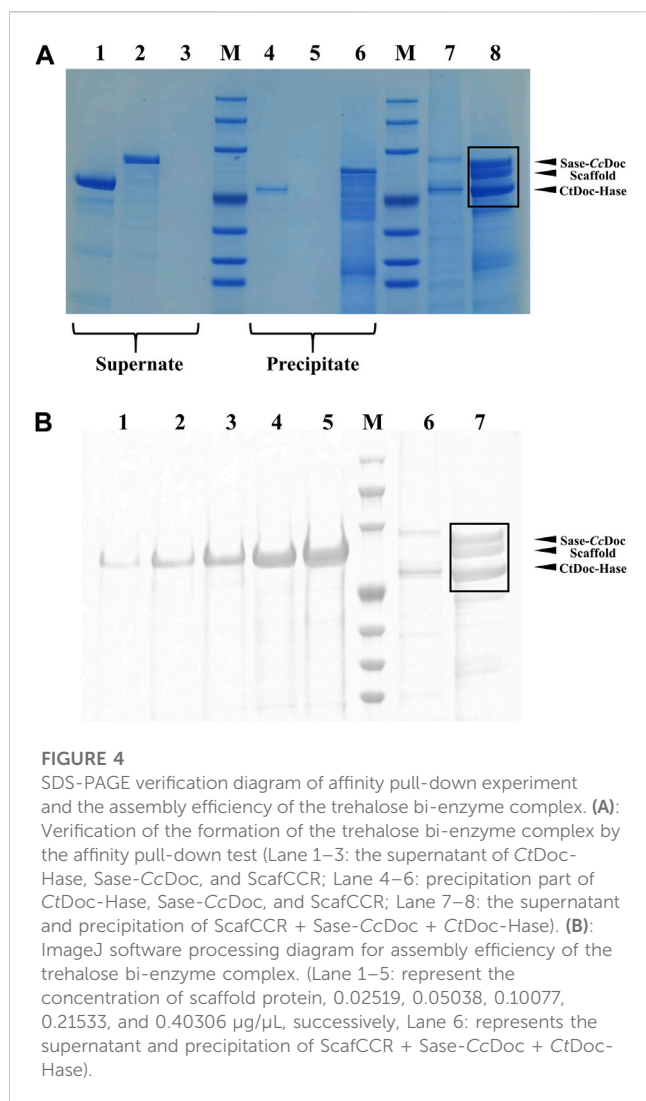 A
1 2 3 M 4 5 6 M 7 8
Sase-CcDoc
Scaffold
CtDoc-Hase
Supernate Precipitate
B
1 2 3 4 5 M 6 7
Sase-CcDoc
Scaffold
CtDoc-Hase
FIGURE 4
SDS-PAGE verification diagram of affinity pull-down experiment
and the assembly efficiency of the trehalose bi-enzyme complex. (A):
Verification of the formation of the trehalose bi-enzyme complex by
the affinity pull-down test (Lane 1–3: the supernatant of CtDoc-
Hase, Sase-CcDoc, and ScafCCR; Lane 4–6: precipitation part of
CtDoc-Hase, Sase-CcDoc, and ScafCCR; Lane 7–8: the supernatant
and precipitation of ScafCCR + Sase-CcDoc + CtDoc-Hase). (B):
ImageJ software processing diagram for assembly efficiency of the
trehalose bi-enzyme complex. (Lane 1–5: represent the
concentration of scaffold protein, 0.02519, 0.05038, 0.10077,
0.21533, and 0.40306 µg/µL, successively, Lane 6: represents the
supernatant and precipitation of ScafCCR + Sase-CcDoc + CtDoc-
Hase).